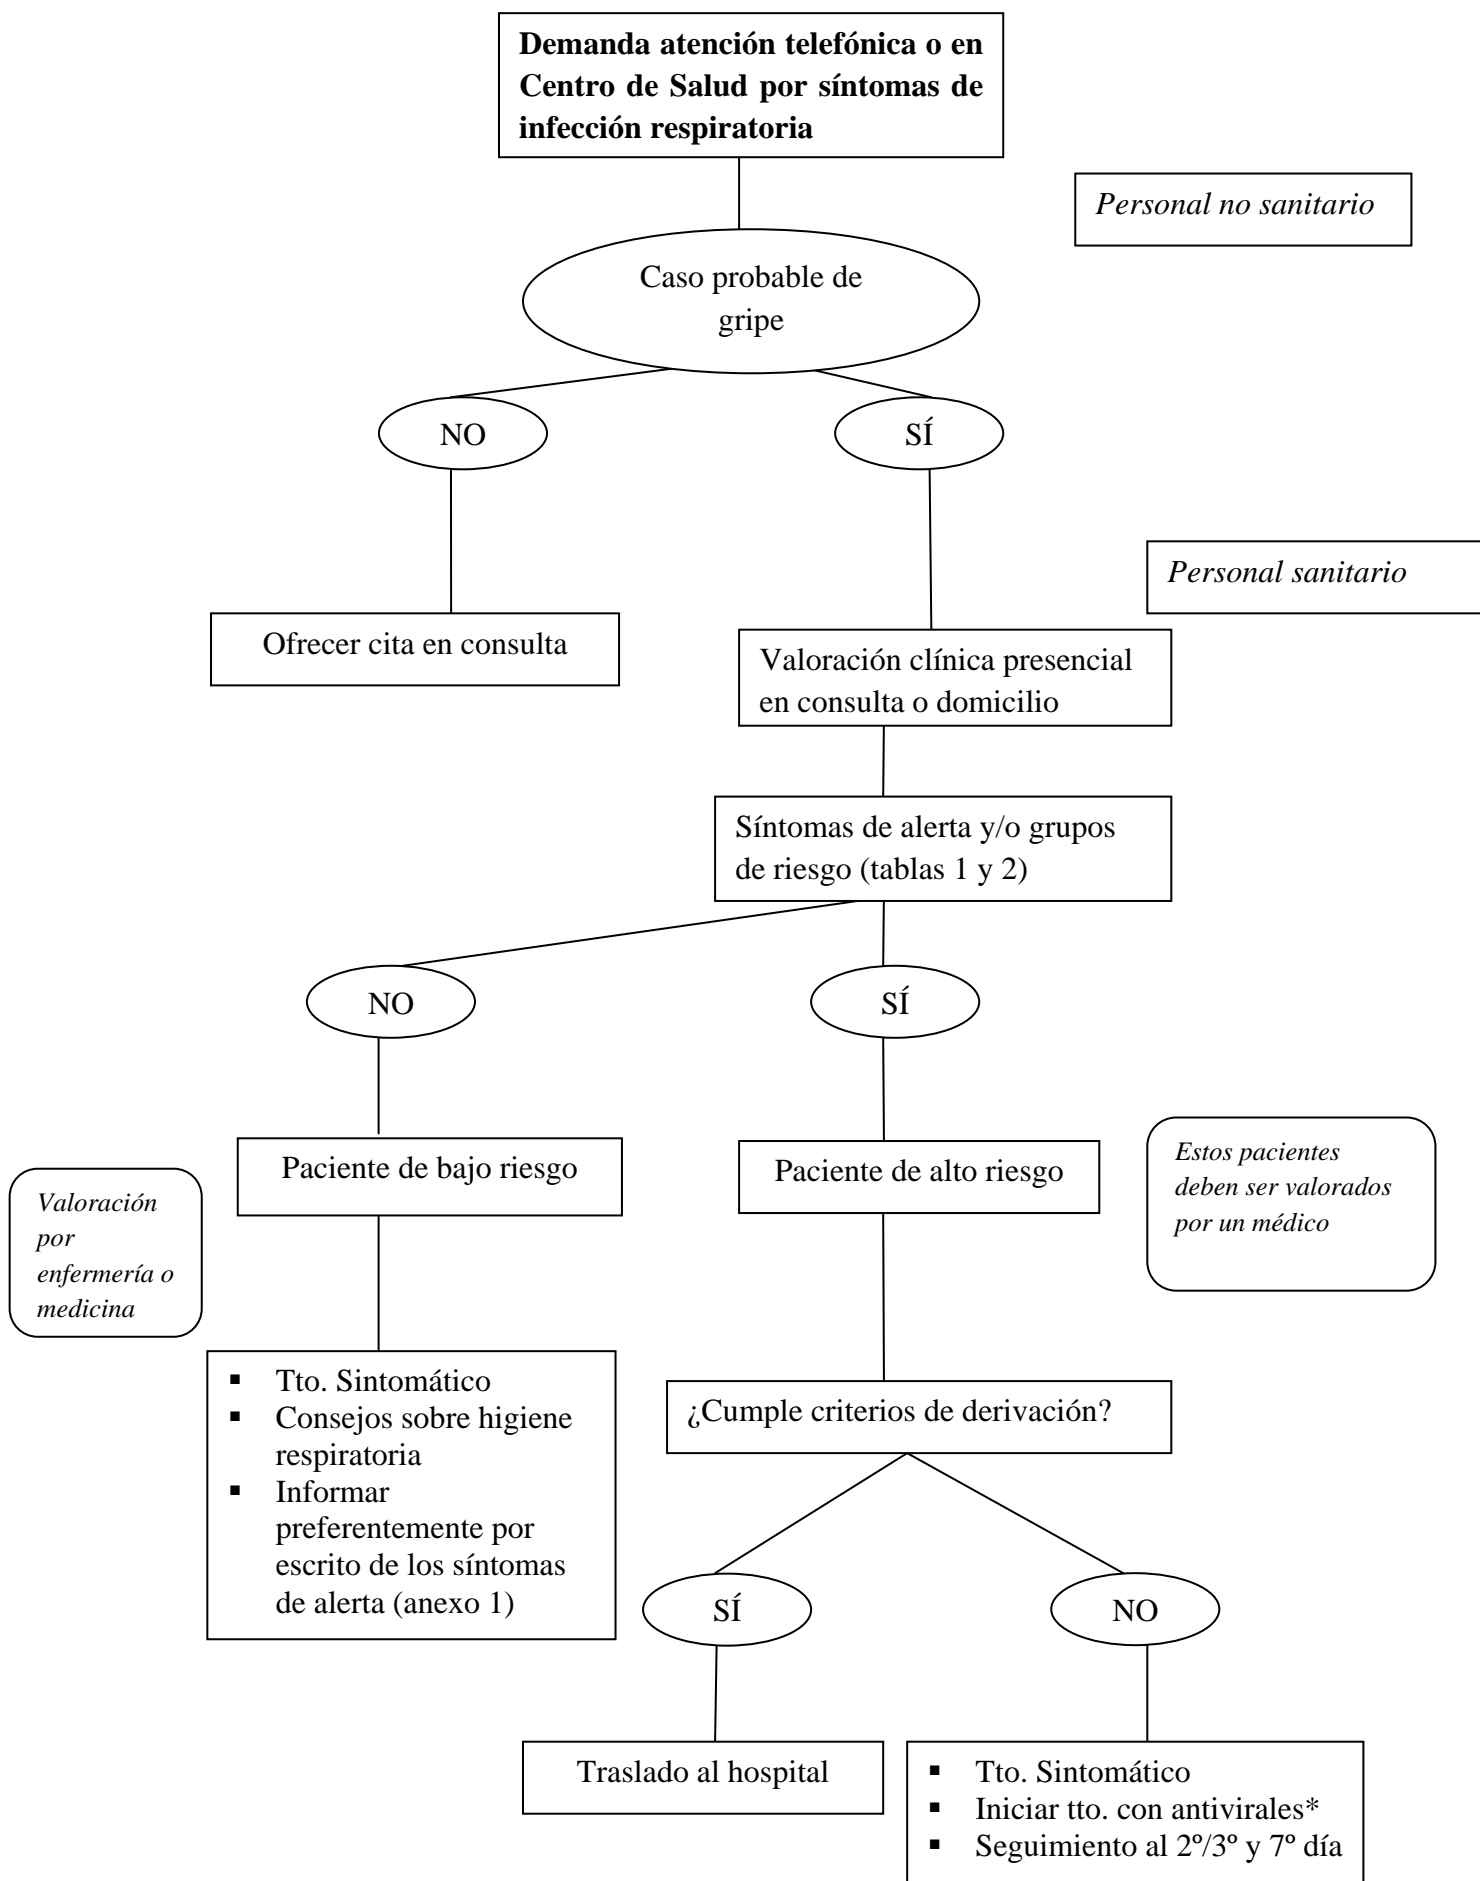 Demanda atención telefónica o en
Centro de Salud por síntomas de
infección respiratoria
Personal no sanitario
Caso probable de
gripe
NO
SÍ
Personal sanitario
Ofrecer cita en consulta
Valoración clínica presencial
en consulta o domicilio
Síntomas de alerta y/o grupos
de riesgo (tablas 1 y 2)
NO
SÍ
Paciente de bajo riesgo
Paciente de alto riesgo
Estos pacientes
deben ser valorados
por un médico
Valoración
por
enfermería o
medicina
▪ Tto. Sintomático
▪ Consejos sobre higiene
respiratoria
▪ Informar
preferentemente por
escrito de los síntomas
de alerta (anexo 1)
¿Cumple criterios de derivación?
SÍ
NO
Traslado al hospital
▪ Tto. Sintomático
▪ Iniciar tto. con antivirales*
▪ Seguimiento al 2º/3º y 7º día